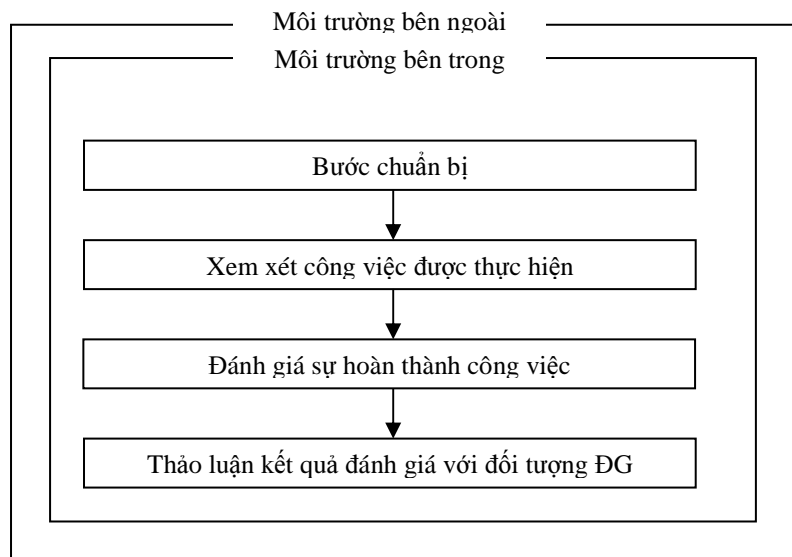 Môi trường bên ngoài
Môi trường bên trong
Bước chuẩn bị
Xem xét công việc được thực hiện
Đánh giá sự hoàn thành công việc
Thảo luận kết quả đánh giá với đối tượng ĐG